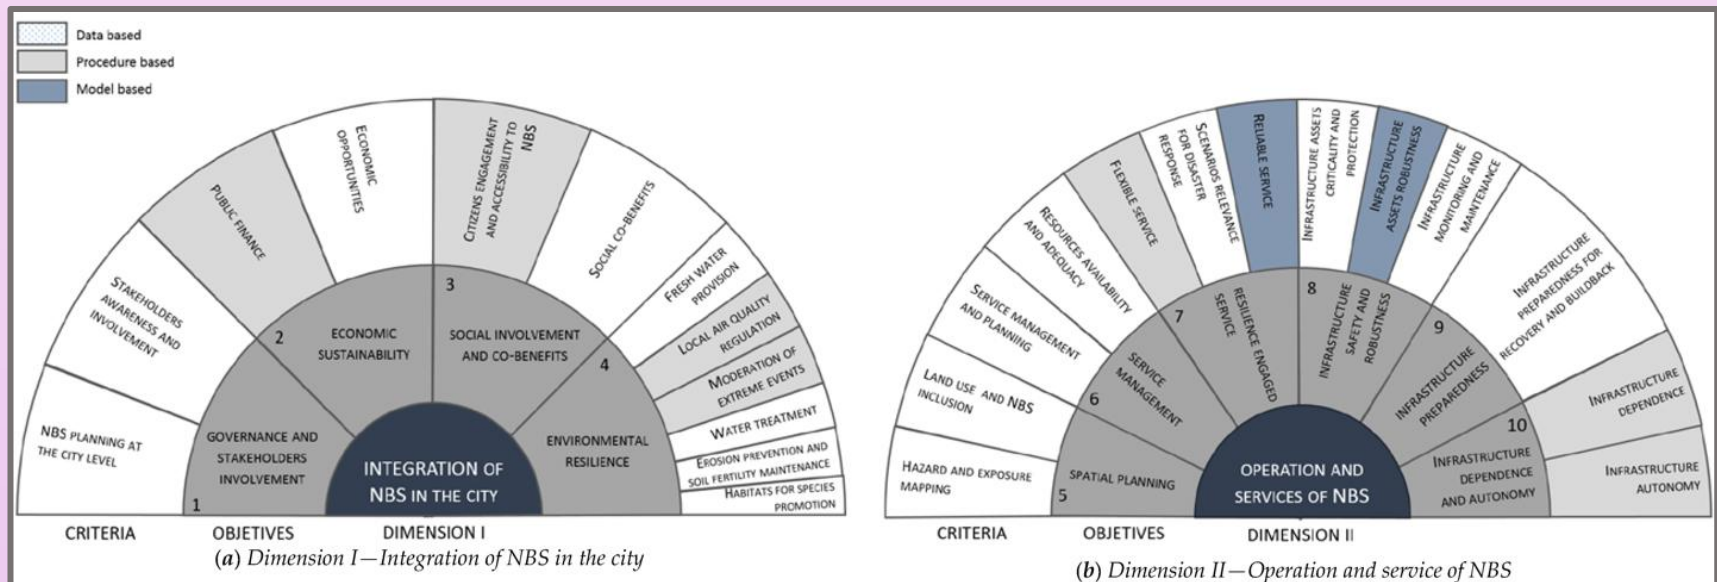 Data based
Procedure based
Model based
NBS PLANNING AT
THE CITY LEVEL
STAKEHOLDERS
AWARENESS AND
INVOLVEMENT
PUBLIC FINANCE
ECONOMIC
OPPORTUNITIES
CITIZENS ENGAGEMENT
AND ACCESSIBILITY TO
NBS
SOCIAL CO-BENEFITS
FRESH WATER
PROVISION
LOCAL AIR QUALITY
REGULATION
MODERATION OF
EXTREME EVENTS
WATER TREATMENT
EROSION PREVENTION AND
SOIL FERTILITY MAINTENANCE
HABITATS FOR SPECIES
PROMOTION
1
GOVERNANCE AND
STAKEHOLDERS
INVOLVEMENT
2
ECONOMIC
SUSTAINABILITY
3
SOCIAL INVOLVEMENT
AND CO-BENEFITS
4
ENVIRONMENTAL
RESILIENCE
INTEGRATION OF
NBS IN THE CITY
CRITERIA
OBJETIVES
DIMENSION I
(a) Dimension I—Integration of NBS in the city
HAZARD AND EXPOSURE
MAPPING
LAND USE AND NBS
INCLUSION
SERVICE MANAGEMENT
AND PLANNING
RESOURCES AVAILABILITY
AND ADEQUACY
FLEXIBLE SERVICE
SCENARIOS RELEVANCE
FOR DISASTER
RESPONSE
RELIABLE SERVICE
INFRASTRUCTURE ASSETS
CRITICALITY AND
PROTECTION
INFRASTRUCTURE
ASSETS ROBUSTNESS
INFRASTRUCTURE
MONITORING AND
MAINTENANCE
INFRASTRUCTURE
PREPAREDNESS FOR
RECOVERY AND BUILDBACK
INFRASTRUCTURE
DEPENDENCE
INFRASTRUCTURE
AUTONOMY
5
SPATIAL PLANNING
6
SERVICE
MANAGEMENT
7
RESILIENCE ENGAGED
SERVICE
8
INFRASTRUCTURE
SAFETY AND
ROBUSTNESS
9
INFRASTRUCTURE
PREPAREDNESS
10
INFRASTRUCTURE
DEPENDENCE
AND AUTONOMY
OPERATION AND
SERVICES OF NBS
CRITERIA
OBJETIVES
DIMENSION II
(b) Dimension II—Operation and service of NBS